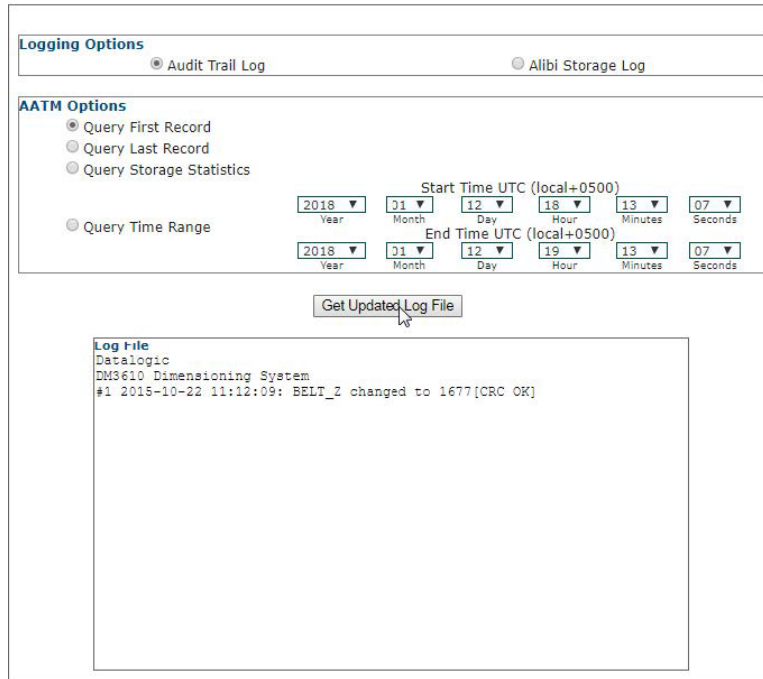 Logging Options
Audit Trail Log Alibi Storage Log
AATM Options
Query First Record
Query Last Record
Query Storage Statistics
Start Time UTC (local+0500)
2018 01 12 18 13 07
Year Month Day Hour Minutes Seconds
Query Time Range
End Time UTC (local+0500)
2018 01 12 19 13 07
Year Month Day Hour Minutes Seconds
Get Updated Log File
Log File
Datalogic
DM3610 Dimensioning System
#1 2015-10-22 11:12:09: BELT_Z changed to 1677[CRC OK]